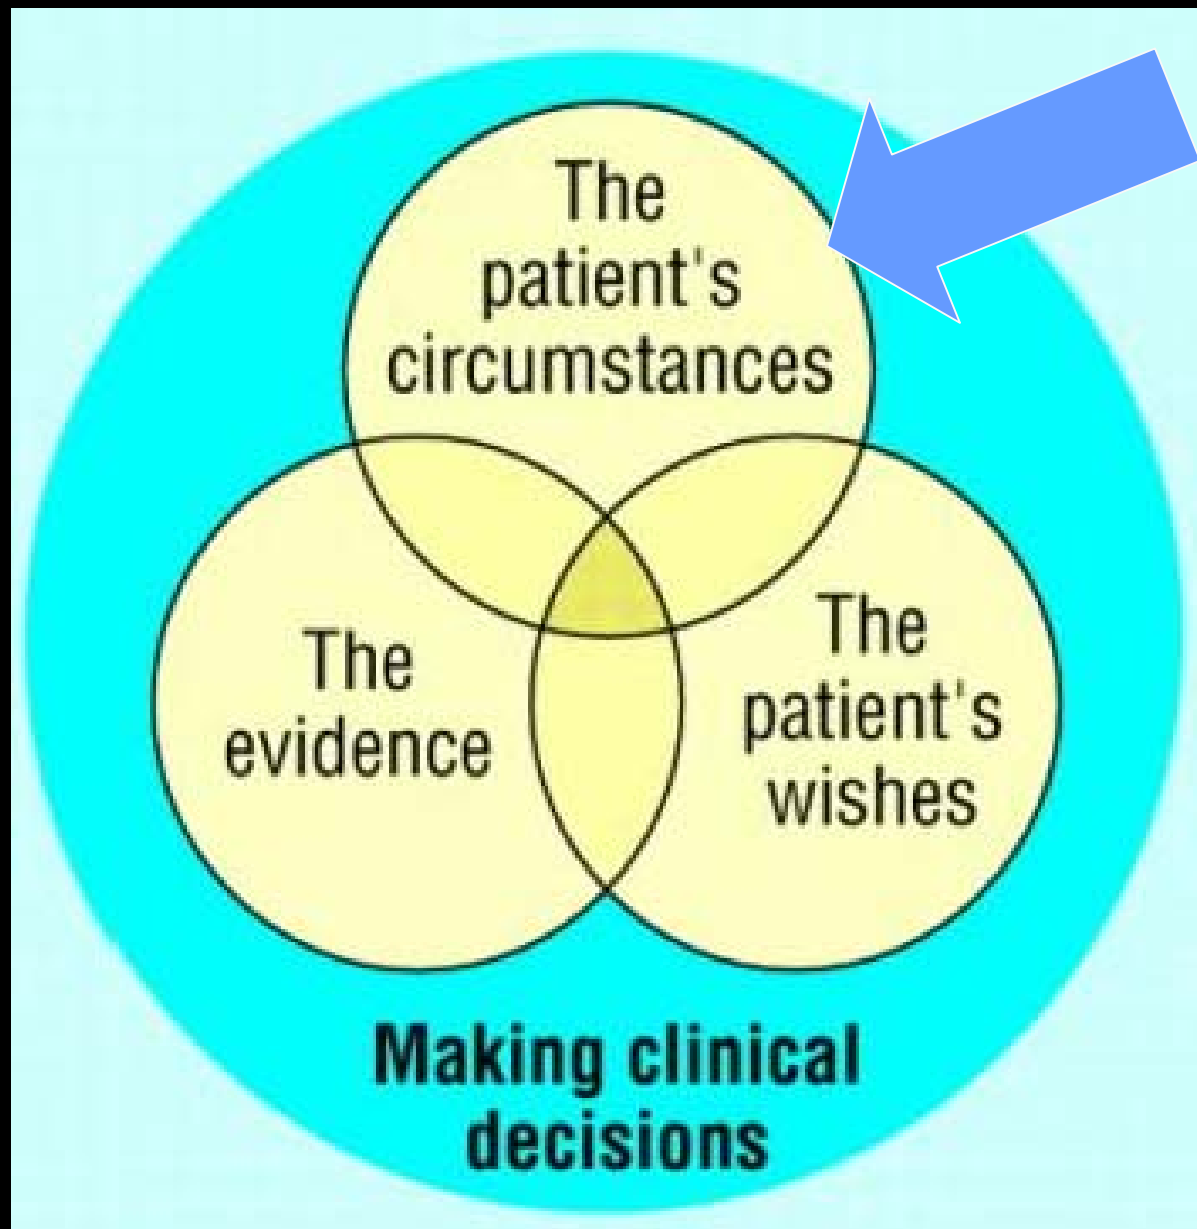 The
patient's
circumstances
The
evidence
The
patient's
wishes
Making clinical
decisions